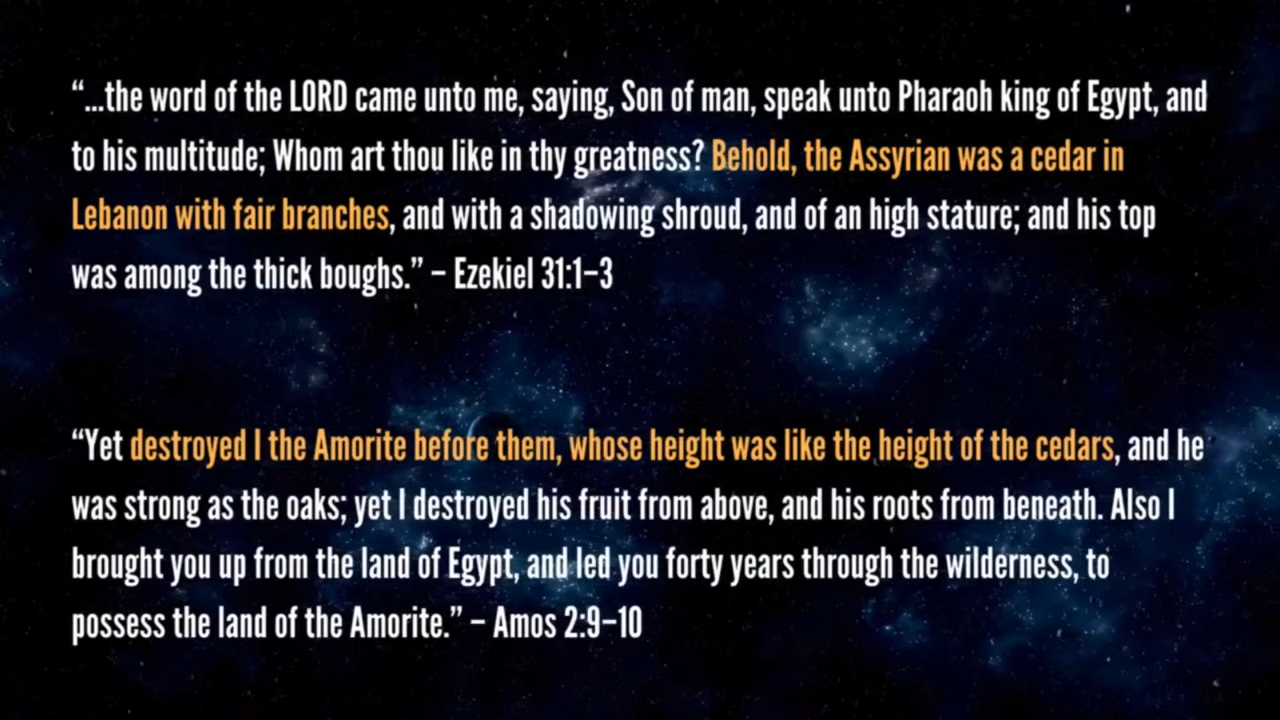 “...the word of the LORD came unto me, saying, Son of man, speak unto Pharaoh king of Egypt, and
to his multitude; Whom art thou like in thy greatness? Behold, the Assyrian was a cedar in
Lebanon with fair branches, and with a shadowing shroud, and of an high stature; and his top
was among the thick boughs.” – Ezekiel 31:1–3
“Yet destroyed I the Amorite before them, whose height was like the height of the cedars, and he
was strong as the oaks; yet I destroyed his fruit from above, and his roots from beneath. Also I
brought you up from the land of Egypt, and led you forty years through the wilderness, to
possess the land of the Amorite.” – Amos 2:9–10